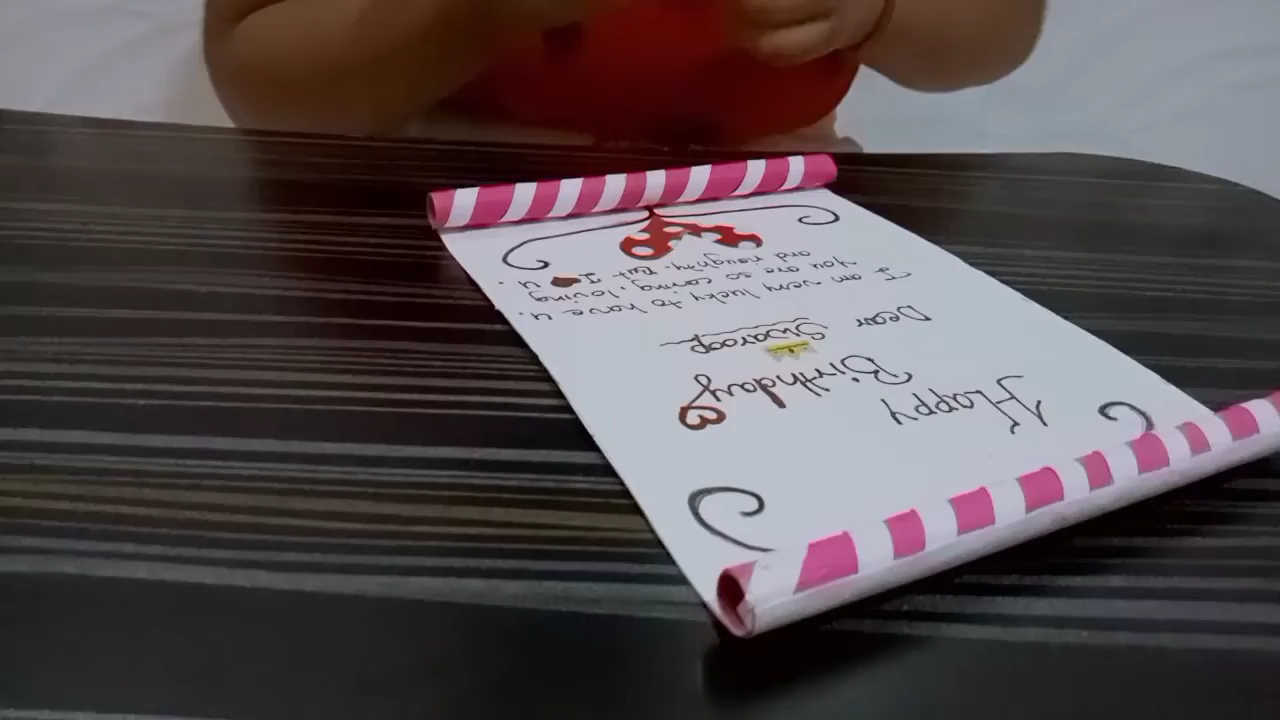 Happy
Birthday
Dear Swaroop
I am very lucky to have u.
You are so caring, loving
and naughty. But I u.